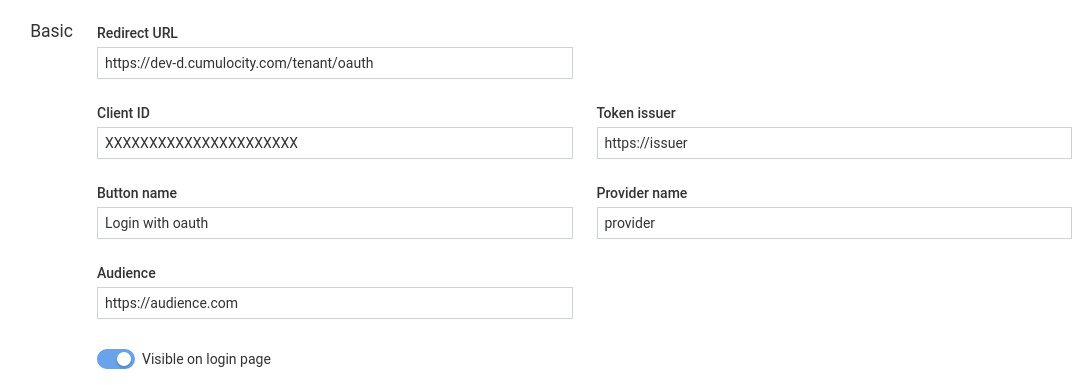 Basic
Redirect URL
https://dev-d.cumulocity.com/tenant/oauth
Client ID
XXXXXXXXXXXXXXXXXXXXXX
Token issuer
https://issuer
Button name
Login with oauth
Provider name
provider
Audience
https://audience.com
Visible on login page